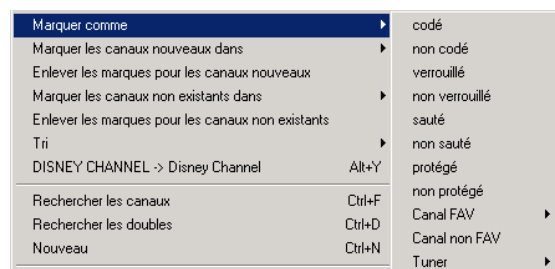 Marquer comme
Marquer les canaux nouveaux dans
Enlever les marques pour les canaux nouveaux
Marquer les canaux non existants dans
Enlever les marques pour les canaux non existants
Tri
DISNEY CHANNEL -> Disney Channel Alt+Y
Rechercher les canaux Ctrl+F
Rechercher les doubles Ctrl+D
Nouveau Ctrl+N
codé
non codé
verrouillé
non verrouillé
sauté
non sauté
protégé
non protégé
Canal FAV
Canal non FAV
Tuner